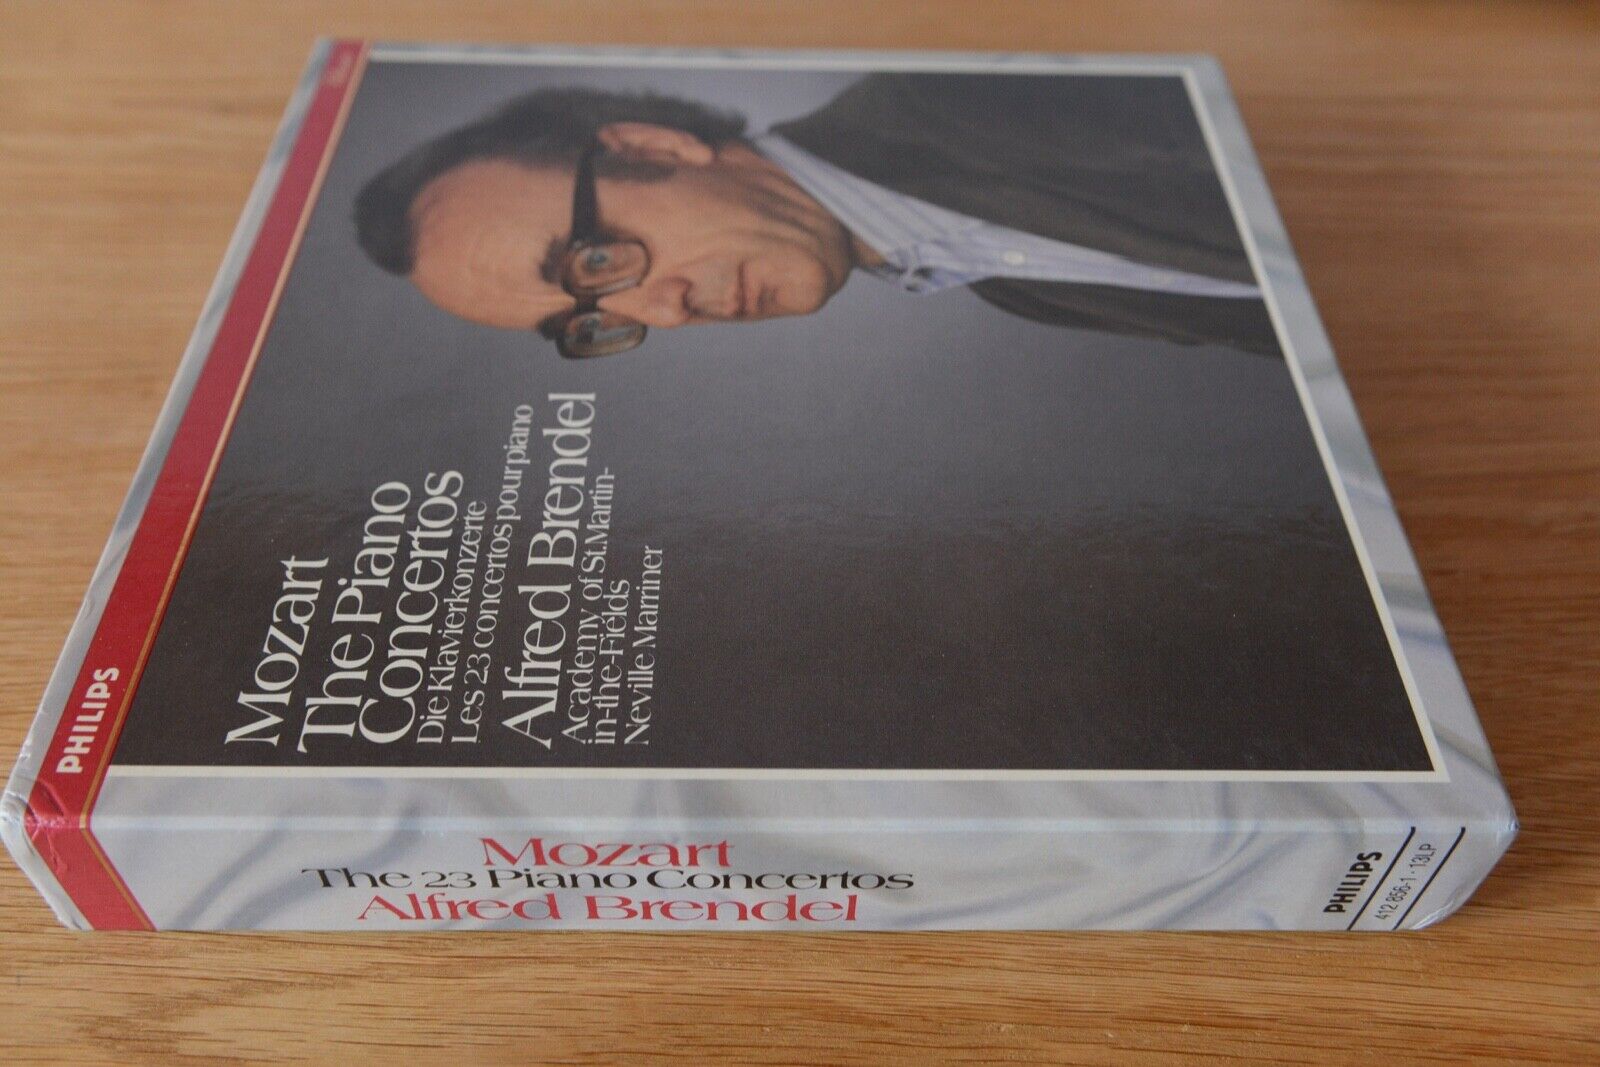 PHILIPS
Mozart
The Piano
Concertos
Die Klavierkonzerte
Les 23 concertos pour piano
Alfred Brendel
Academy of St.Martin-
in-the-Fields
Neville Marriner
Mozart
The 23 Piano Concertos
Alfred Brendel
PHILIPS
412 856-1 · 13LP